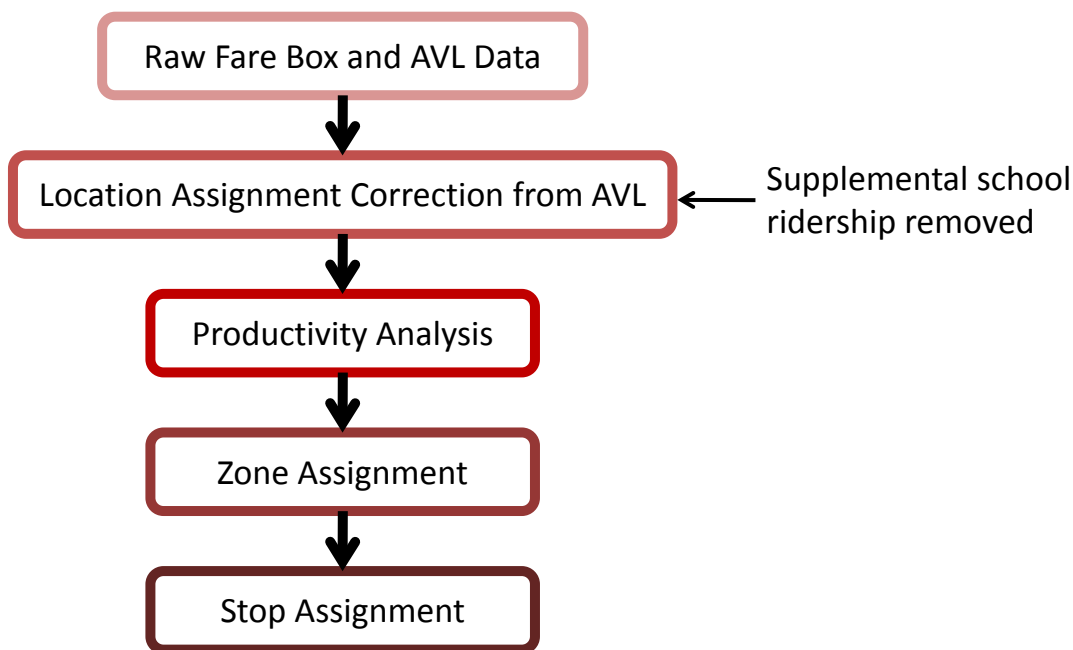 Raw Fare Box and AVL Data
Location Assignment Correction from AVL
Supplemental school
ridership removed
Productivity Analysis
Zone Assignment
Stop Assignment